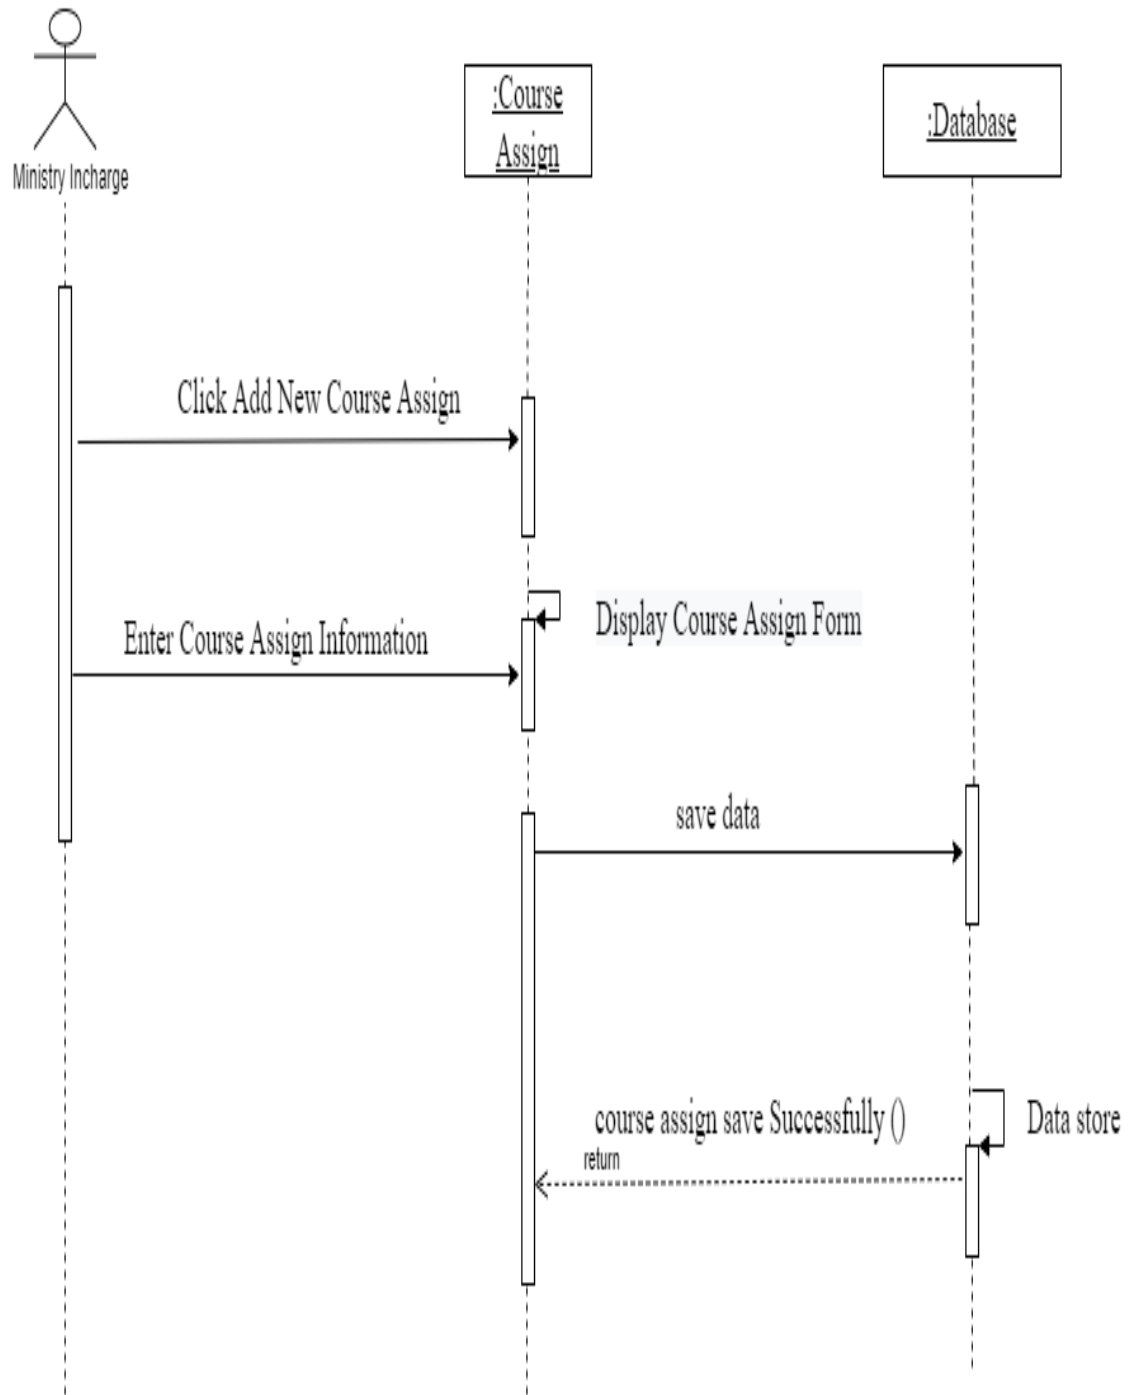 Ministry Incharge
:Course
Assign
:Database
Click Add New Course Assign
Display Course Assign Form
Enter Course Assign Information
save data
course assign save Successfully ()
return
Data store